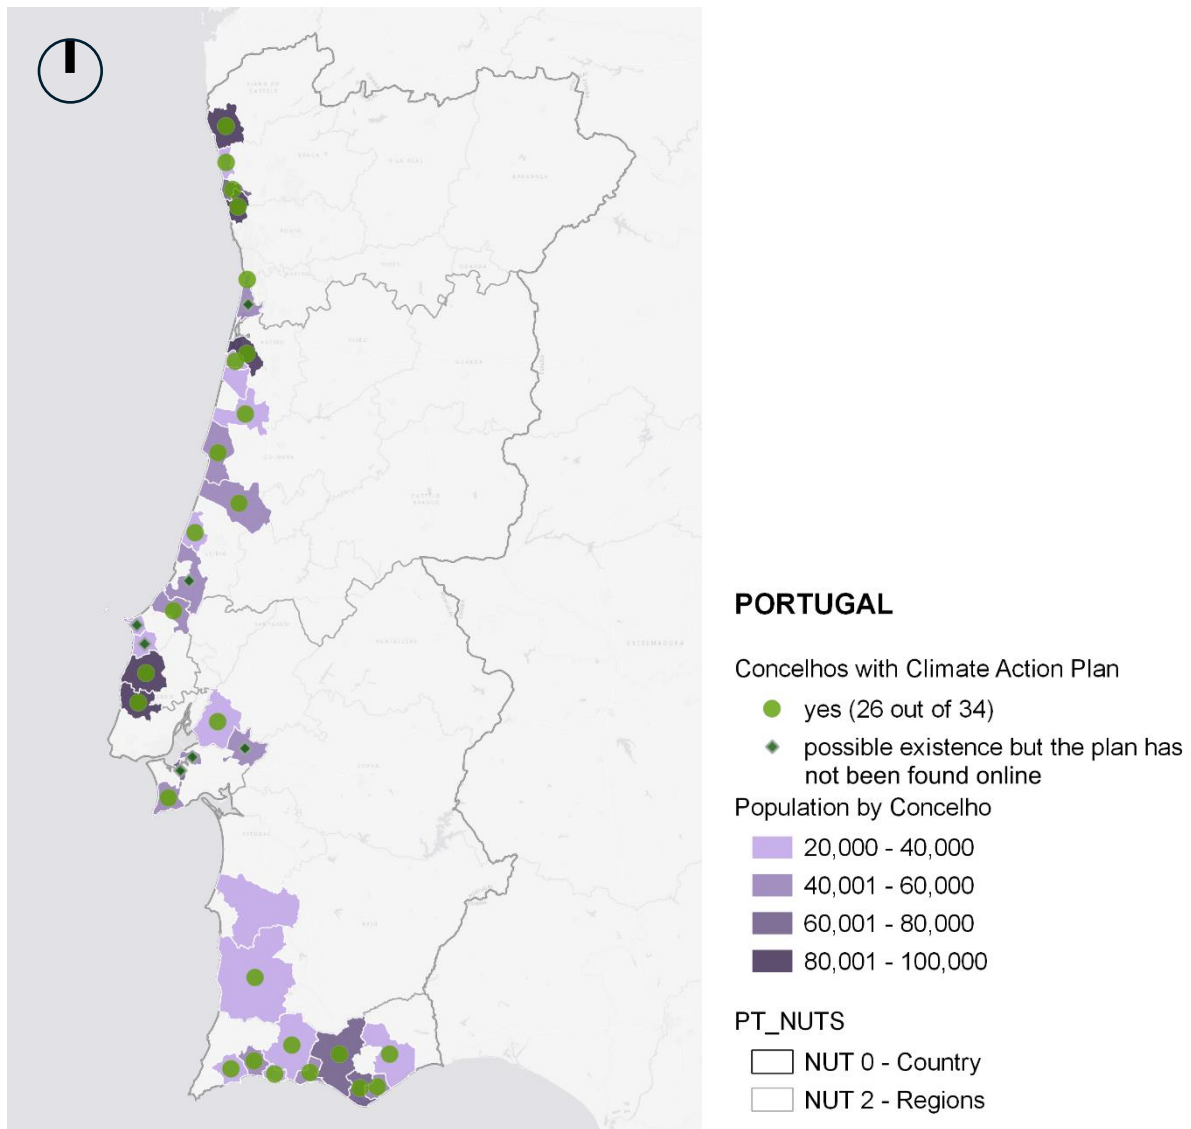 PORTUGAL
Concelhos with Climate Action Plan
yes (26 out of 34)
possible existence but the plan has
not been found online
Population by Concelho
20,000 - 40,000
40,001 - 60,000
60,001 - 80,000
80,001 - 100,000
PT_NUTS
NUT 0 - Country
NUT 2 - Regions